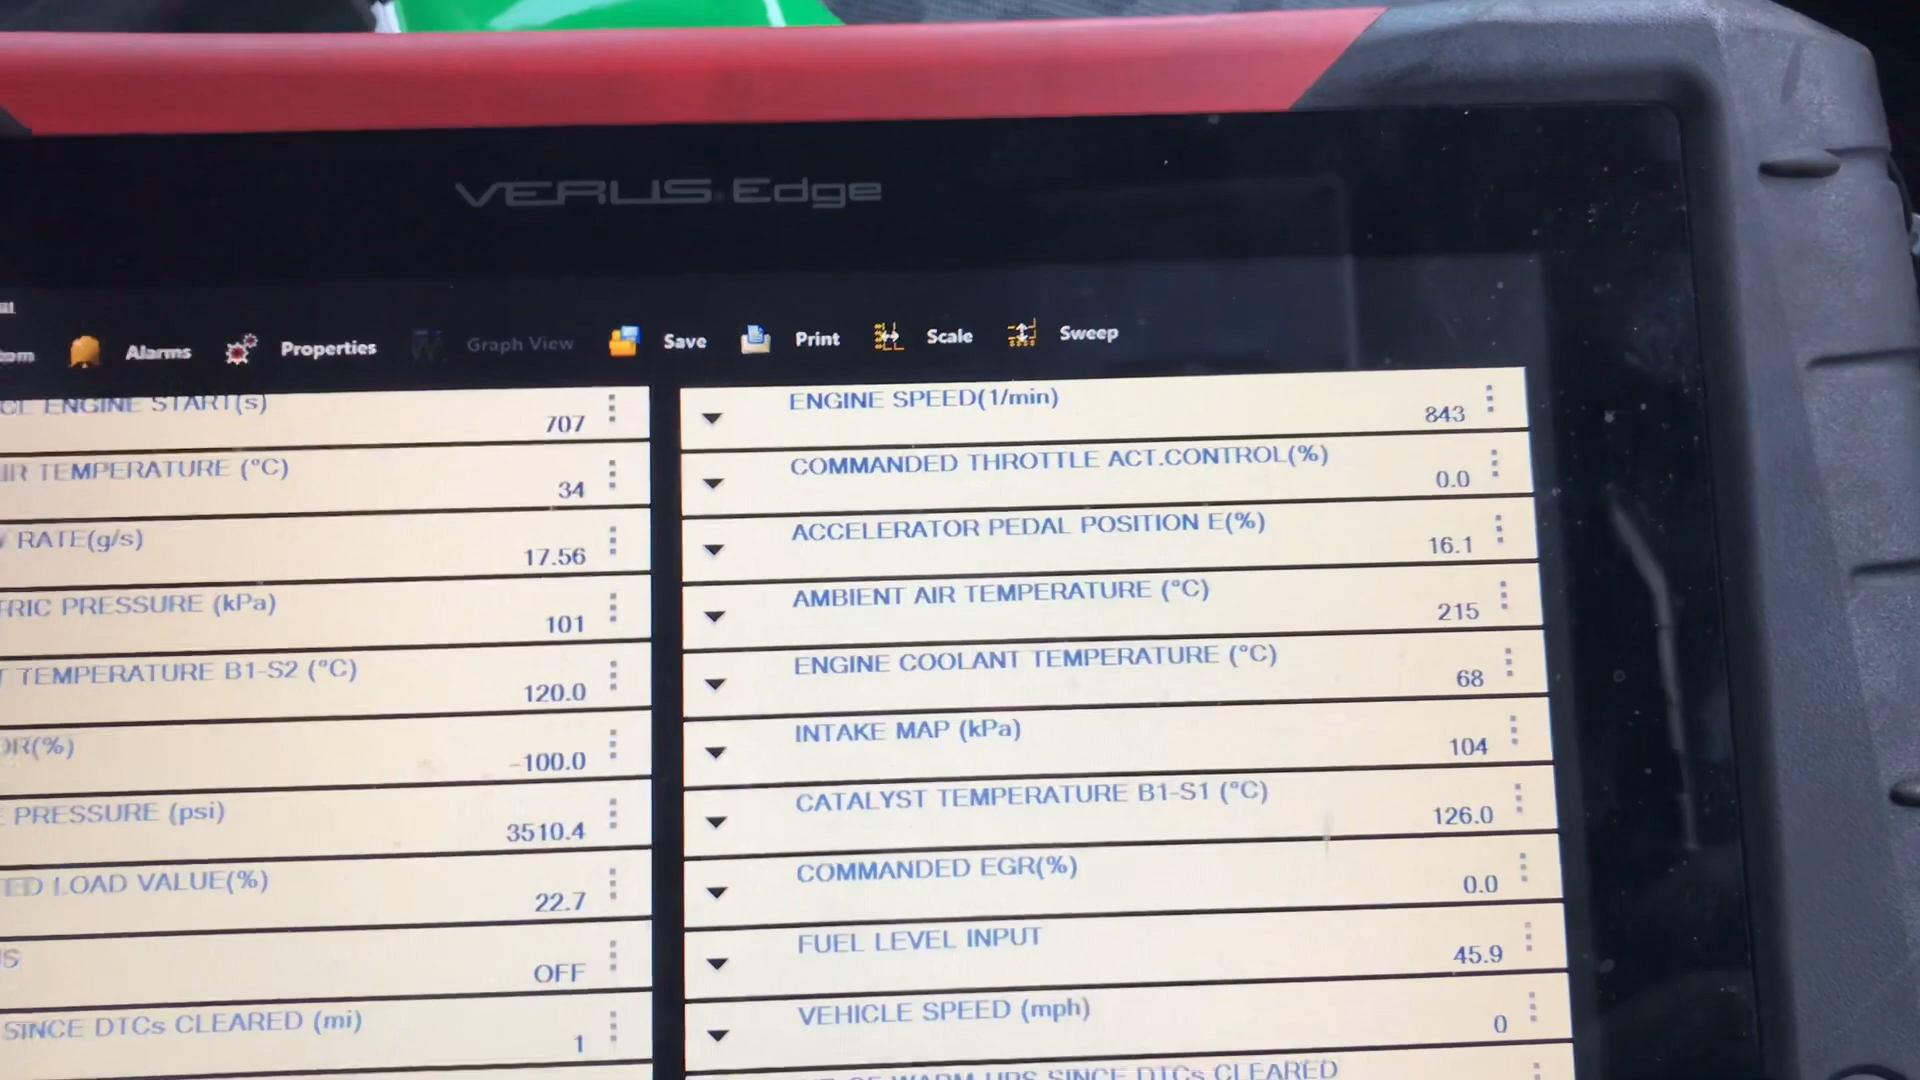 VERUS Edge
Alarms Properties Graph View Save Print Scale Sweep
ENGINE START(s) 707
TEMPERATURE (°C) 34
RATE(g/s) 17.56
PRESSURE (kPa) 101
TEMPERATURE B1-S2 (°C) 120.0
-100.0
PRESSURE (psi) 3510.4
LOAD VALUE(%) 22.7
OFF
SINCE DTCs CLEARED (mi) 1
ENGINE SPEED(1/min) 843
COMMANDED THROTTLE ACT.CONTROL(%) 0.0
ACCELERATOR PEDAL POSITION E(%) 16.1
AMBIENT AIR TEMPERATURE (°C) 215
ENGINE COOLANT TEMPERATURE (°C) 68
INTAKE MAP (kPa) 104
CATALYST TEMPERATURE B1-S1 (°C) 126.0
COMMANDED EGR(%) 0.0
FUEL LEVEL INPUT 45.9
VEHICLE SPEED (mph) 0
WARM-UPS SINCE DTCs CLEARED